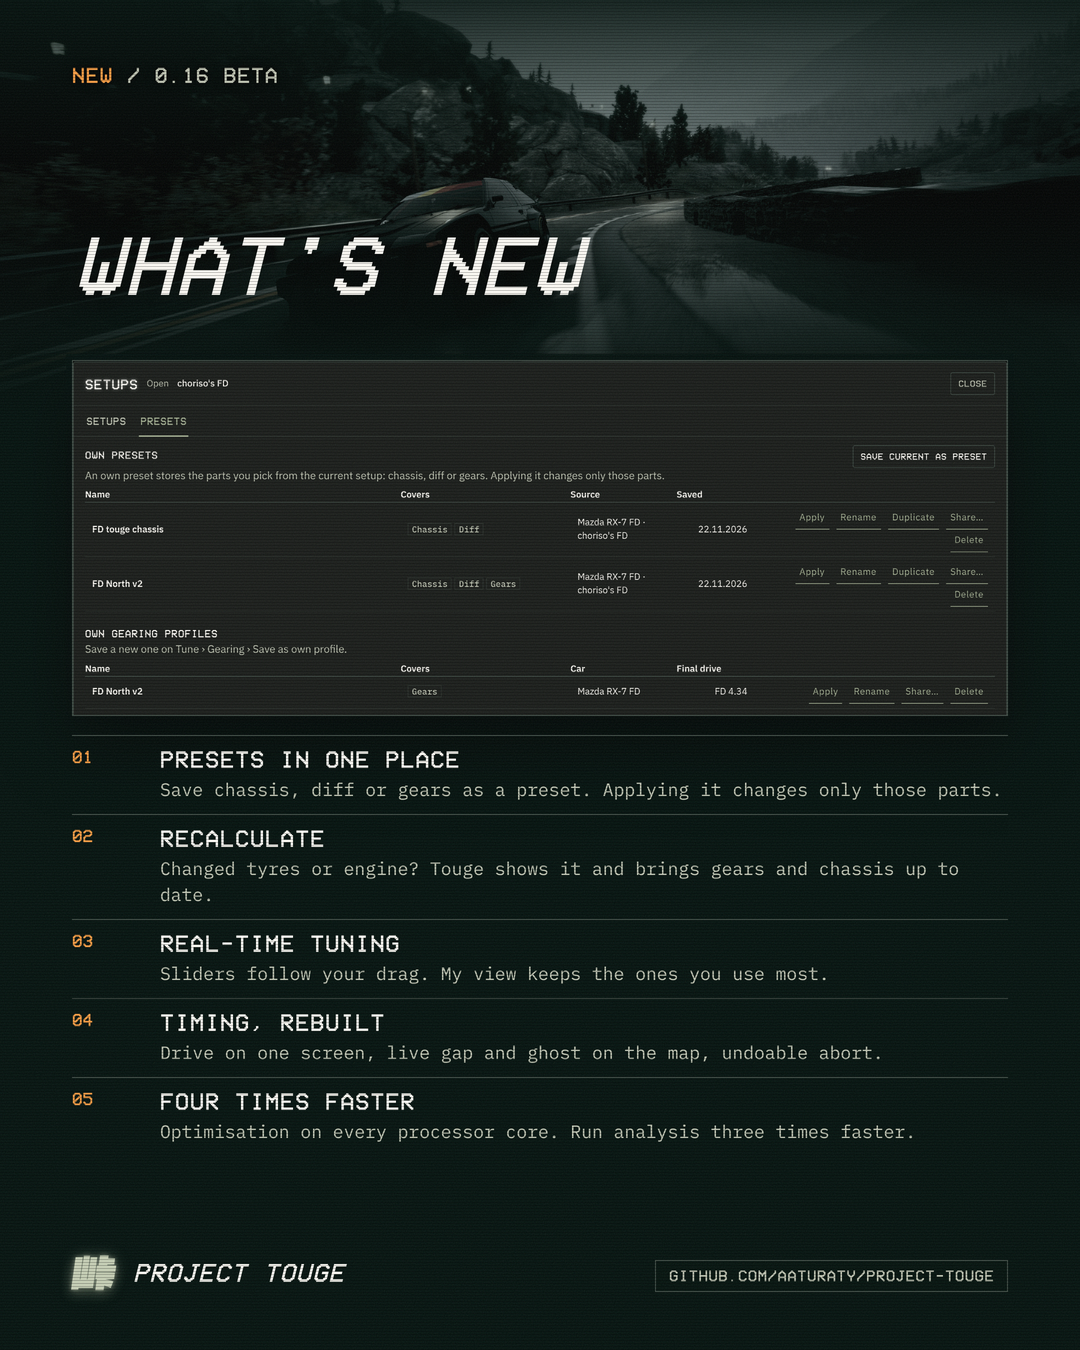 NEW / 0.16 BETA
WHAT'S NEW
SETUPS Open choriso's FD CLOSE
SETUPS PRESETS
OWN PRESETS SAVE CURRENT AS PRESET
An own preset stores the parts you pick from the current setup: chassis, diff or gears. Applying it changes only those parts.
Name Covers Source Saved
FD touge chassis Chassis Diff Mazda RX-7 FD · choriso's FD 22.11.2026 Apply Rename Duplicate Share... Delete
FD North v2 Chassis Diff Gears Mazda RX-7 FD · choriso's FD 22.11.2026 Apply Rename Duplicate Share... Delete
OWN GEARING PROFILES
Save a new one on Tune › Gearing › Save as own profile.
Name Covers Car Final drive
FD North v2 Gears Mazda RX-7 FD FD 4.34 Apply Rename Share... Delete
01 PRESETS IN ONE PLACE
Save chassis, diff or gears as a preset. Applying it changes only those parts.
02 RECALCULATE
Changed tyres or engine? Touge shows it and brings gears and chassis up to
date.
03 REAL-TIME TUNING
Sliders follow your drag. My view keeps the ones you use most.
04 TIMING, REBUILT
Drive on one screen, live gap and ghost on the map, undoable abort.
05 FOUR TIMES FASTER
Optimisation on every processor core. Run analysis three times faster.
PROJECT TOUGE GITHUB.COM/AATURATY/PROJECT-TOUGE